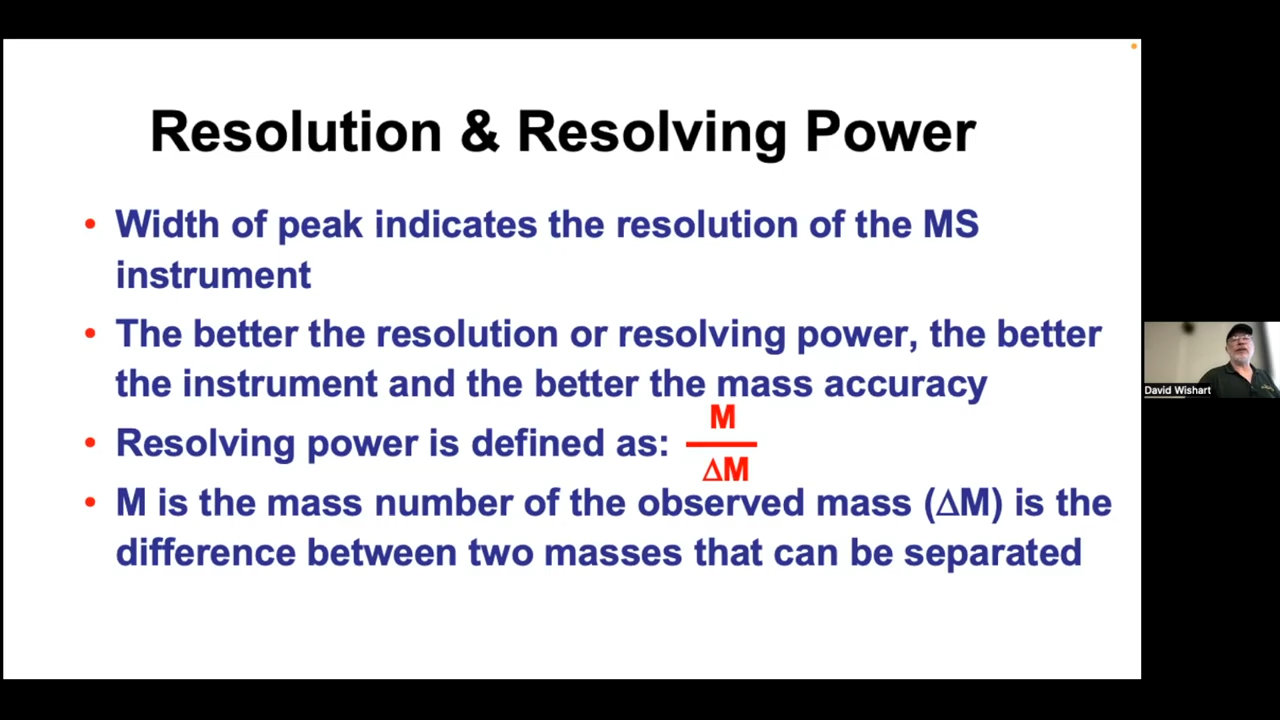 Resolution & Resolving Power
• Width of peak indicates the resolution of the MS
instrument
• The better the resolution or resolving power, the better
the instrument and the better the mass accuracy
• Resolving power is defined as:
M
ΔM
• M is the mass number of the observed mass (ΔM) is the
difference between two masses that can be separated
David Wishart